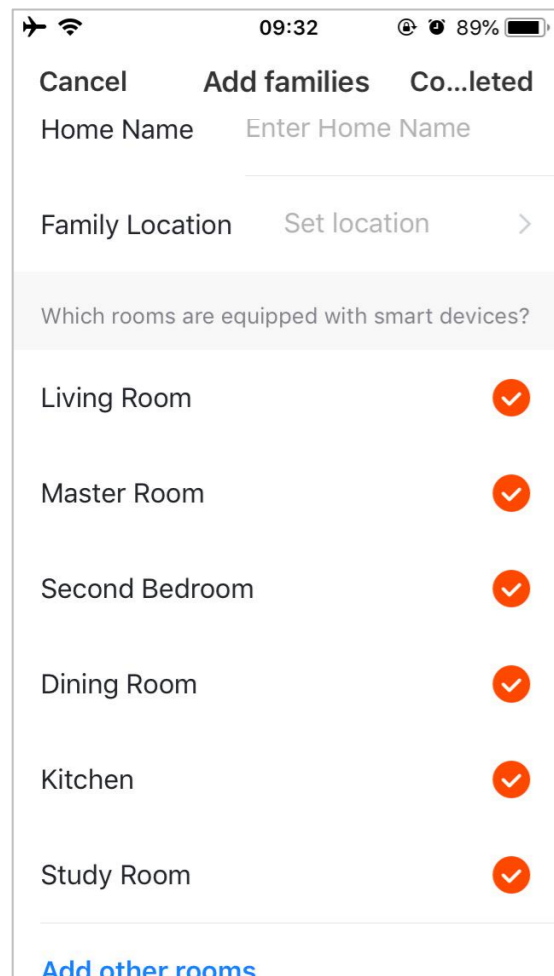 09:32 89%
Cancel Add families Co...leted
Home Name Enter Home Name
Family Location Set location
Which rooms are equipped with smart devices?
Living Room
Master Room
Second Bedroom
Dining Room
Kitchen
Study Room
Add other rooms